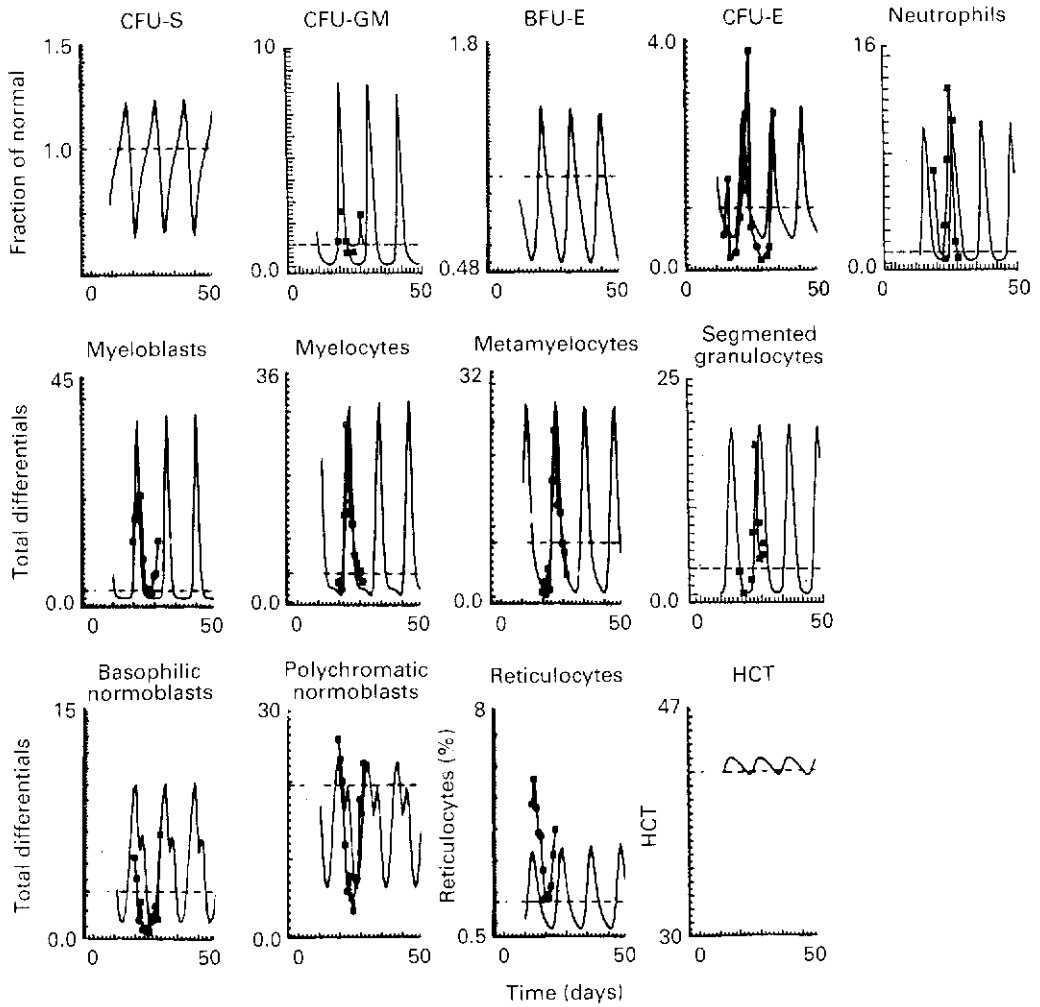 CFU-S
CFU-GM
BFU-E
CFU-E
Neutrophils
Fraction of normal
1.5
1.0
0
50
10
0.0
0
50
1.8
0.48
0
50
4.0
0.0
0
50
16
0.0
0
50
Myeloblasts
Myelocytes
Metamyelocytes
Segmented
granulocytes
Total differentials
45
0.0
0
50
36
0.0
0
50
32
0.0
0
50
25
0.0
0
50
Basophilic
normoblasts
Polychromatic
normoblasts
Reticulocytes
HCT
Total differentials
15
0.0
0
50
30
0.0
0
50
Reticulocytes (%)
8
0.5
0
50
HCT
47
30
0
50
Time (days)